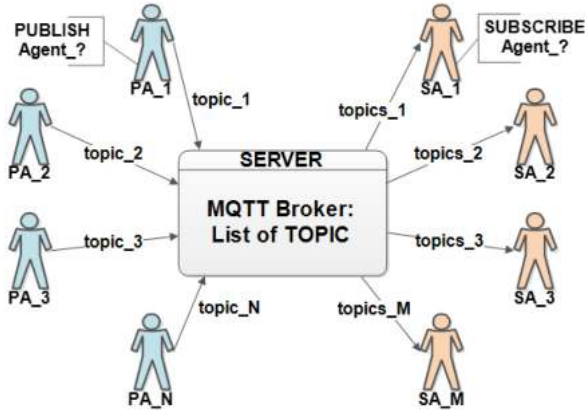 PUBLISH
Agent_?
PA_1
topic_1
topics_1
SUBSCRIBE
Agent_?
SA_1
PA_2
topic_2
topics_2
SA_2
SERVER
MQTT Broker:
List of TOPIC
PA_3
topic_3
topics_3
SA_3
PA_N
topic_N
topics_M
SA_M